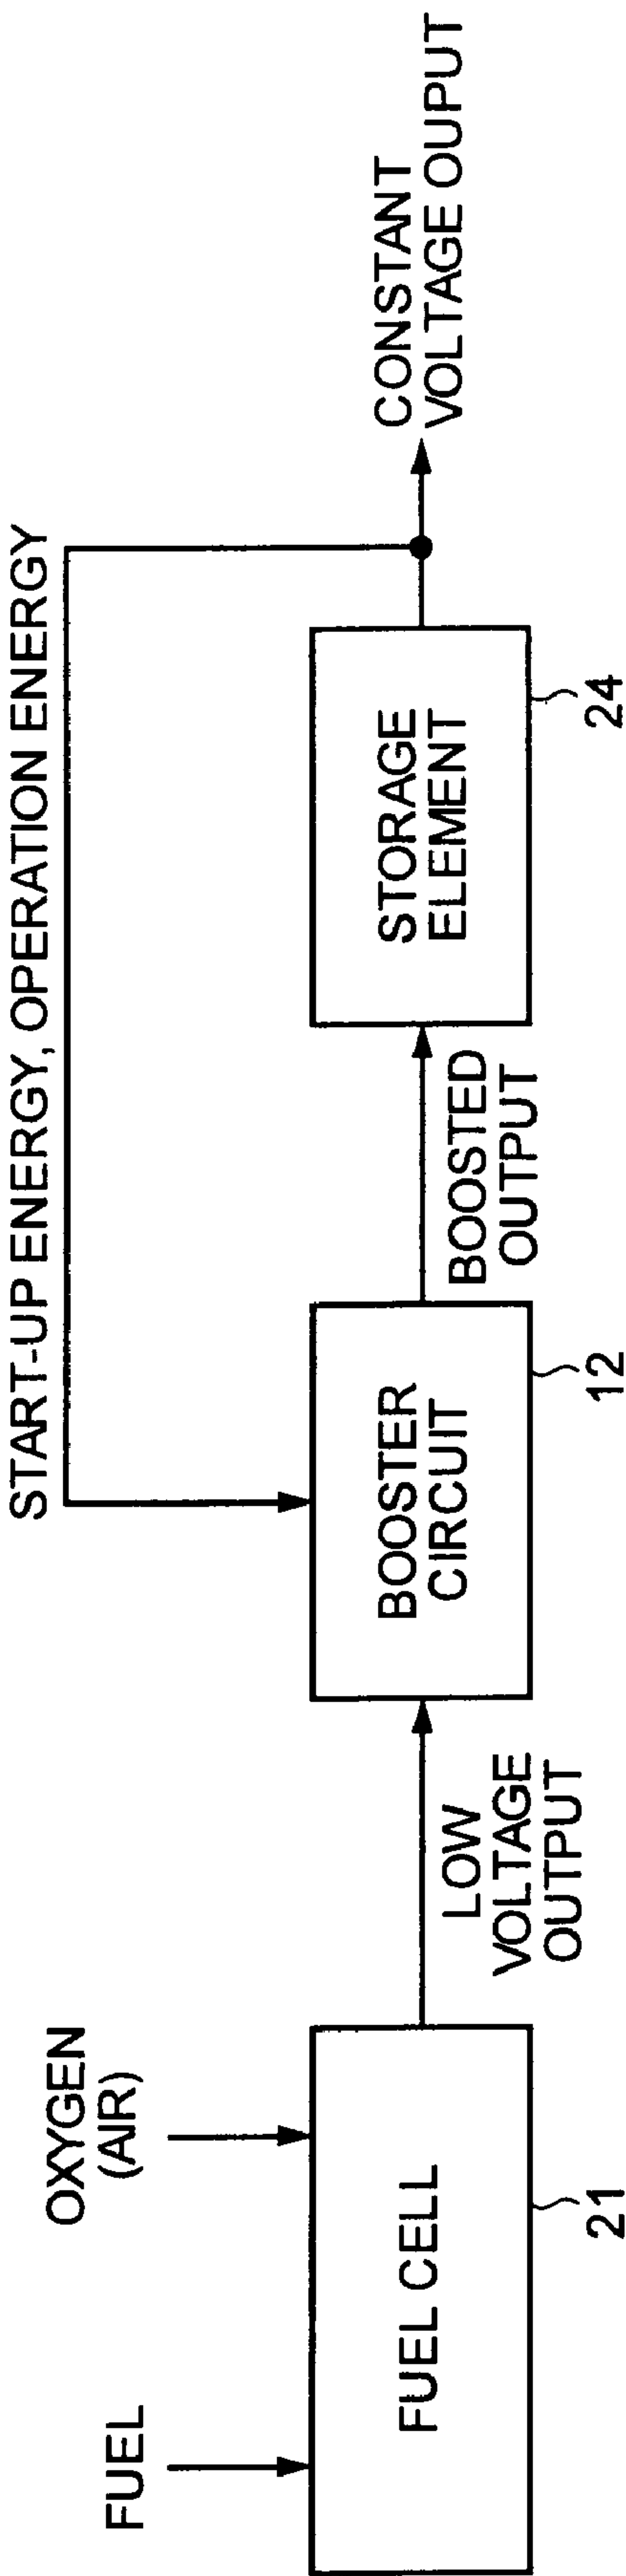 START-UP ENERGY, OPERATION ENERGY
FUEL
OXYGEN
(AIR)
FUEL CELL
21
LOW
VOLTAGE
OUTPUT
BOOSTER
CIRCUIT
12
BOOSTED
OUTPUT
STORAGE
ELEMENT
24
CONSTANT
VOLTAGE OUPUT